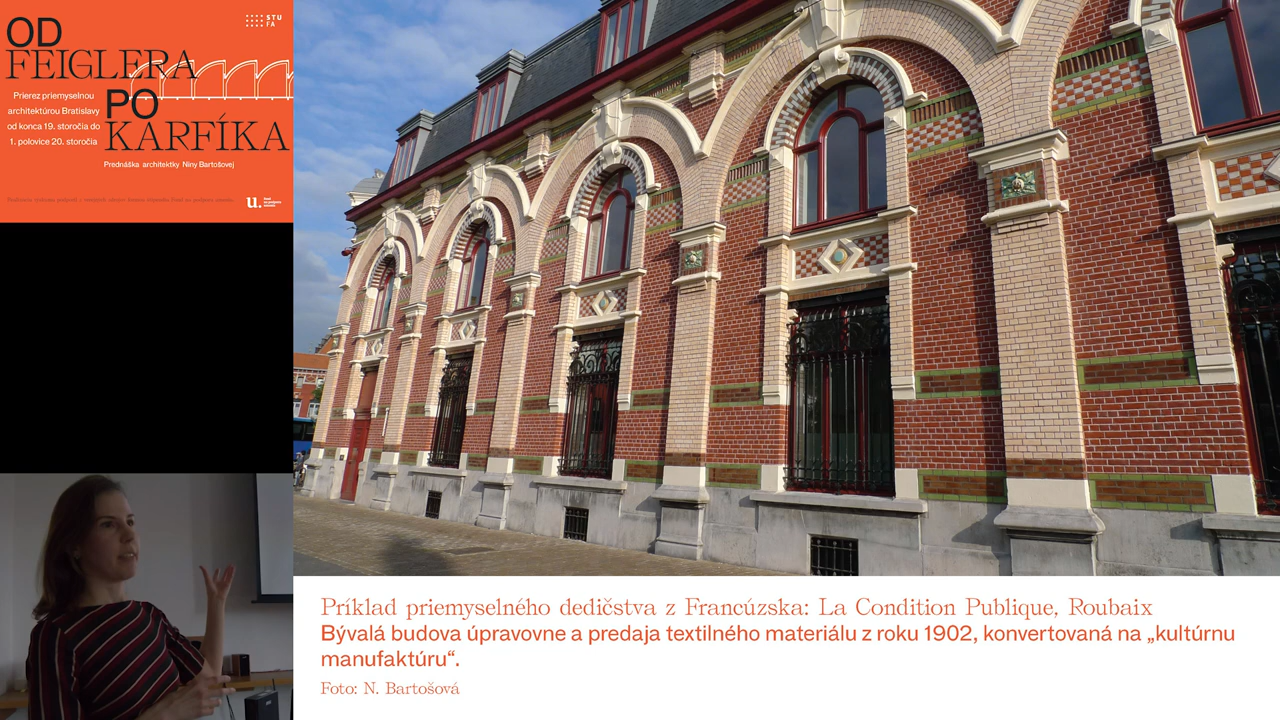 OD
FEIGLERA
PO
KARFÍKA
Prierez priemyselnou
architektúrou Bratislavy
od konca 19. storočia do
1. polovice 20. storočia
Prednáška architektky Niny Bartošovej
STU
FA
u.
Príklad priemyselného dedičstva z Francúzska: La Condition Publique, Roubaix
Bývalá budova úpravovne a predaja textilného materiálu z roku 1902, konvertovaná na „kultúrnu
manufaktúru“.
Foto: N. Bartošová